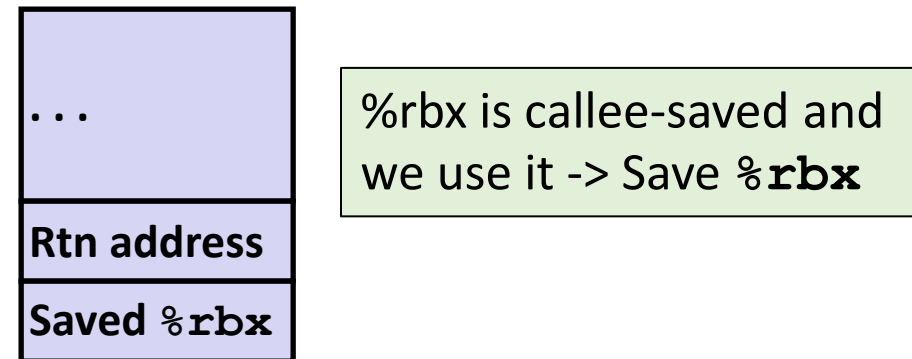 ...
Rtn address
Saved %rbx
%rbx is callee-saved and
we use it -> Save %rbx